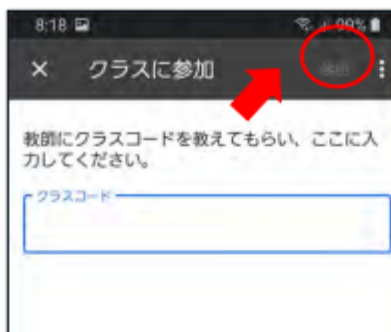 8:18
99%
× クラスに参加
教師にクラスコードを教えてもらい、ここに入
力してください。
クラスコード